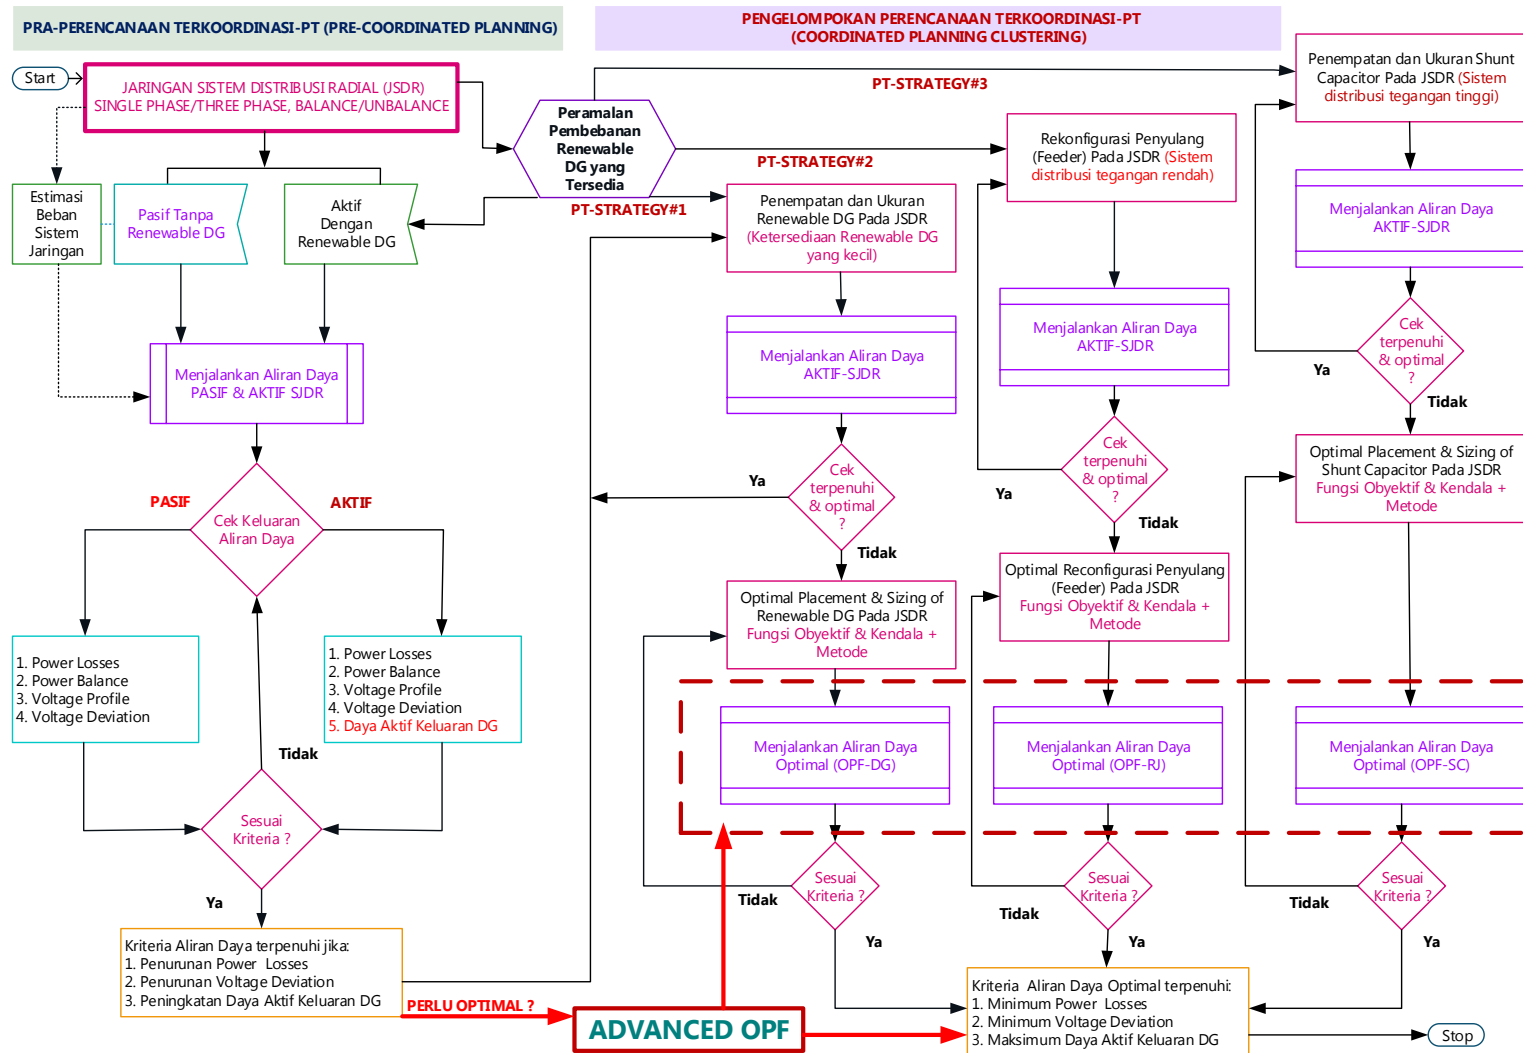 PRA-PERENCANAAN TERKOORDINASI-PT (PRE-COORDINATED PLANNING)
PENGELOMPOKAN PERENCANAAN TERKOORDINASI-PT
(COORDINATED PLANNING CLUSTERING)
Start
JARINGAN SISTEM DISTRIBUSI RADIAL (JSDR)
SINGLE PHASE/THREE PHASE, BALANCE/UNBALANCE
Estimasi
Beban
Sistem
Jaringan
Pasif Tanpa
Renewable DG
Aktif
Dengan
Renewable DG
Menjalankan Aliran Daya
PASIF & AKTIF SJDR
PASIF
AKTIF
Cek Keluaran
Aliran Daya
1. Power Losses
2. Power Balance
3. Voltage Profile
4. Voltage Deviation
1. Power Losses
2. Power Balance
3. Voltage Profile
4. Voltage Deviation
5. Daya Aktif Keluaran DG
Tidak
Sesuai
Kriteria ?
Ya
Kriteria Aliran Daya terpenuhi jika:
1. Penurunan Power  Losses
2. Penurunan Voltage Deviation
3. Peningkatan Daya Aktif Keluaran DG
PERLU OPTIMAL ?
ADVANCED OPF
Peramalan
Pembebanan
Renewable
DG yang
Tersedia
PT-STRATEGY#1
PT-STRATEGY#2
PT-STRATEGY#3
Penempatan dan Ukuran
Renewable DG Pada JSDR
(Ketersediaan Renewable DG
yang kecil)
Menjalankan Aliran Daya
AKTIF-SJDR
Cek
terpenuhi
& optimal
?
Ya
Tidak
Optimal Placement & Sizing of
Renewable DG Pada JSDR
Fungsi Obyektif & Kendala +
Metode
Menjalankan Aliran Daya
Optimal (OPF-DG)
Sesuai
Kriteria ?
Tidak
Ya
Rekonfigurasi Penyulang
(Feeder) Pada JSDR (Sistem
distribusi tegangan rendah)
Menjalankan Aliran Daya
AKTIF-SJDR
Cek
terpenuhi
& optimal
?
Ya
Tidak
Optimal Reconfigurasi Penyulang
(Feeder) Pada JSDR
Fungsi Obyektif & Kendala +
Metode
Menjalankan Aliran Daya
Optimal (OPF-RJ)
Sesuai
Kriteria ?
Tidak
Ya
Penempatan dan Ukuran Shunt
Capacitor Pada JSDR (Sistem
distribusi tegangan tinggi)
Menjalankan Aliran Daya
AKTIF-SJDR
Cek
terpenuhi
& optimal
?
Ya
Tidak
Optimal Placement & Sizing of
Shunt Capacitor Pada JSDR
Fungsi Obyektif & Kendala +
Metode
Menjalankan Aliran Daya
Optimal (OPF-SC)
Sesuai
Kriteria ?
Tidak
Ya
Kriteria  Aliran Daya Optimal terpenuhi:
1. Minimum Power  Losses
2. Minimum Voltage Deviation
3. Maksimum Daya Aktif Keluaran DG
Stop